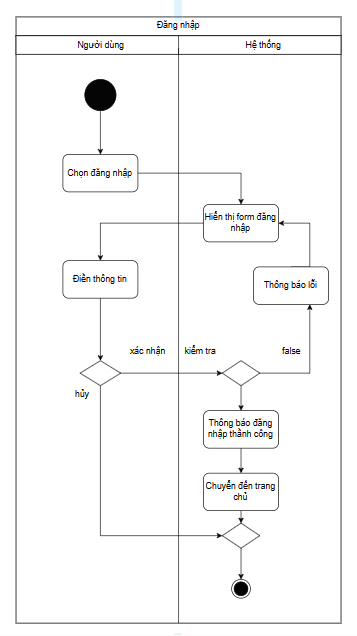 Đăng nhập
Người dùng
Hệ thống
Chọn đăng nhập
Hiển thị form đăng
nhập
Điền thông tin
Thông báo lỗi
xác nhận
kiểm tra
false
hủy
Thông báo đăng
nhập thành công
Chuyển đến trang
chủ